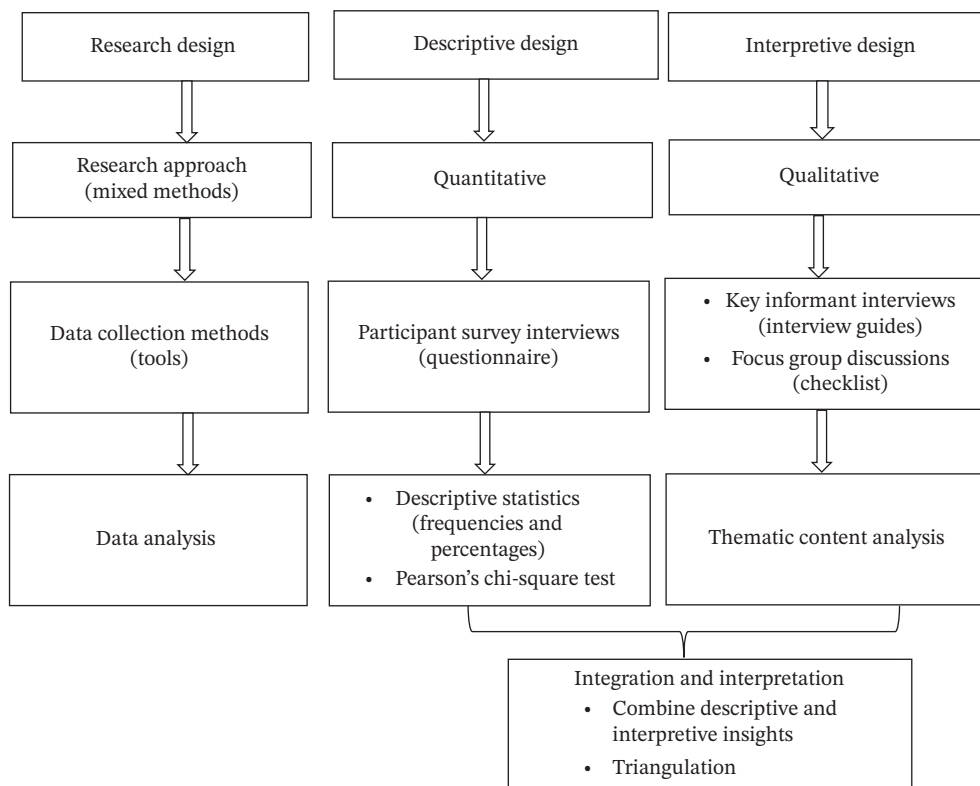 Research design
Descriptive design
Interpretive design
Research approach
(mixed methods)
Quantitative
Qualitative
Data collection methods
(tools)
Participant survey interviews
(questionnaire)
• Key informant interviews
(interview guides)
• Focus group discussions
(checklist)
Data analysis
• Descriptive statistics
(frequencies and
percentages)
• Pearson’s chi-square test
Thematic content analysis
Integration and interpretation
• Combine descriptive and
interpretive insights
• Triangulation